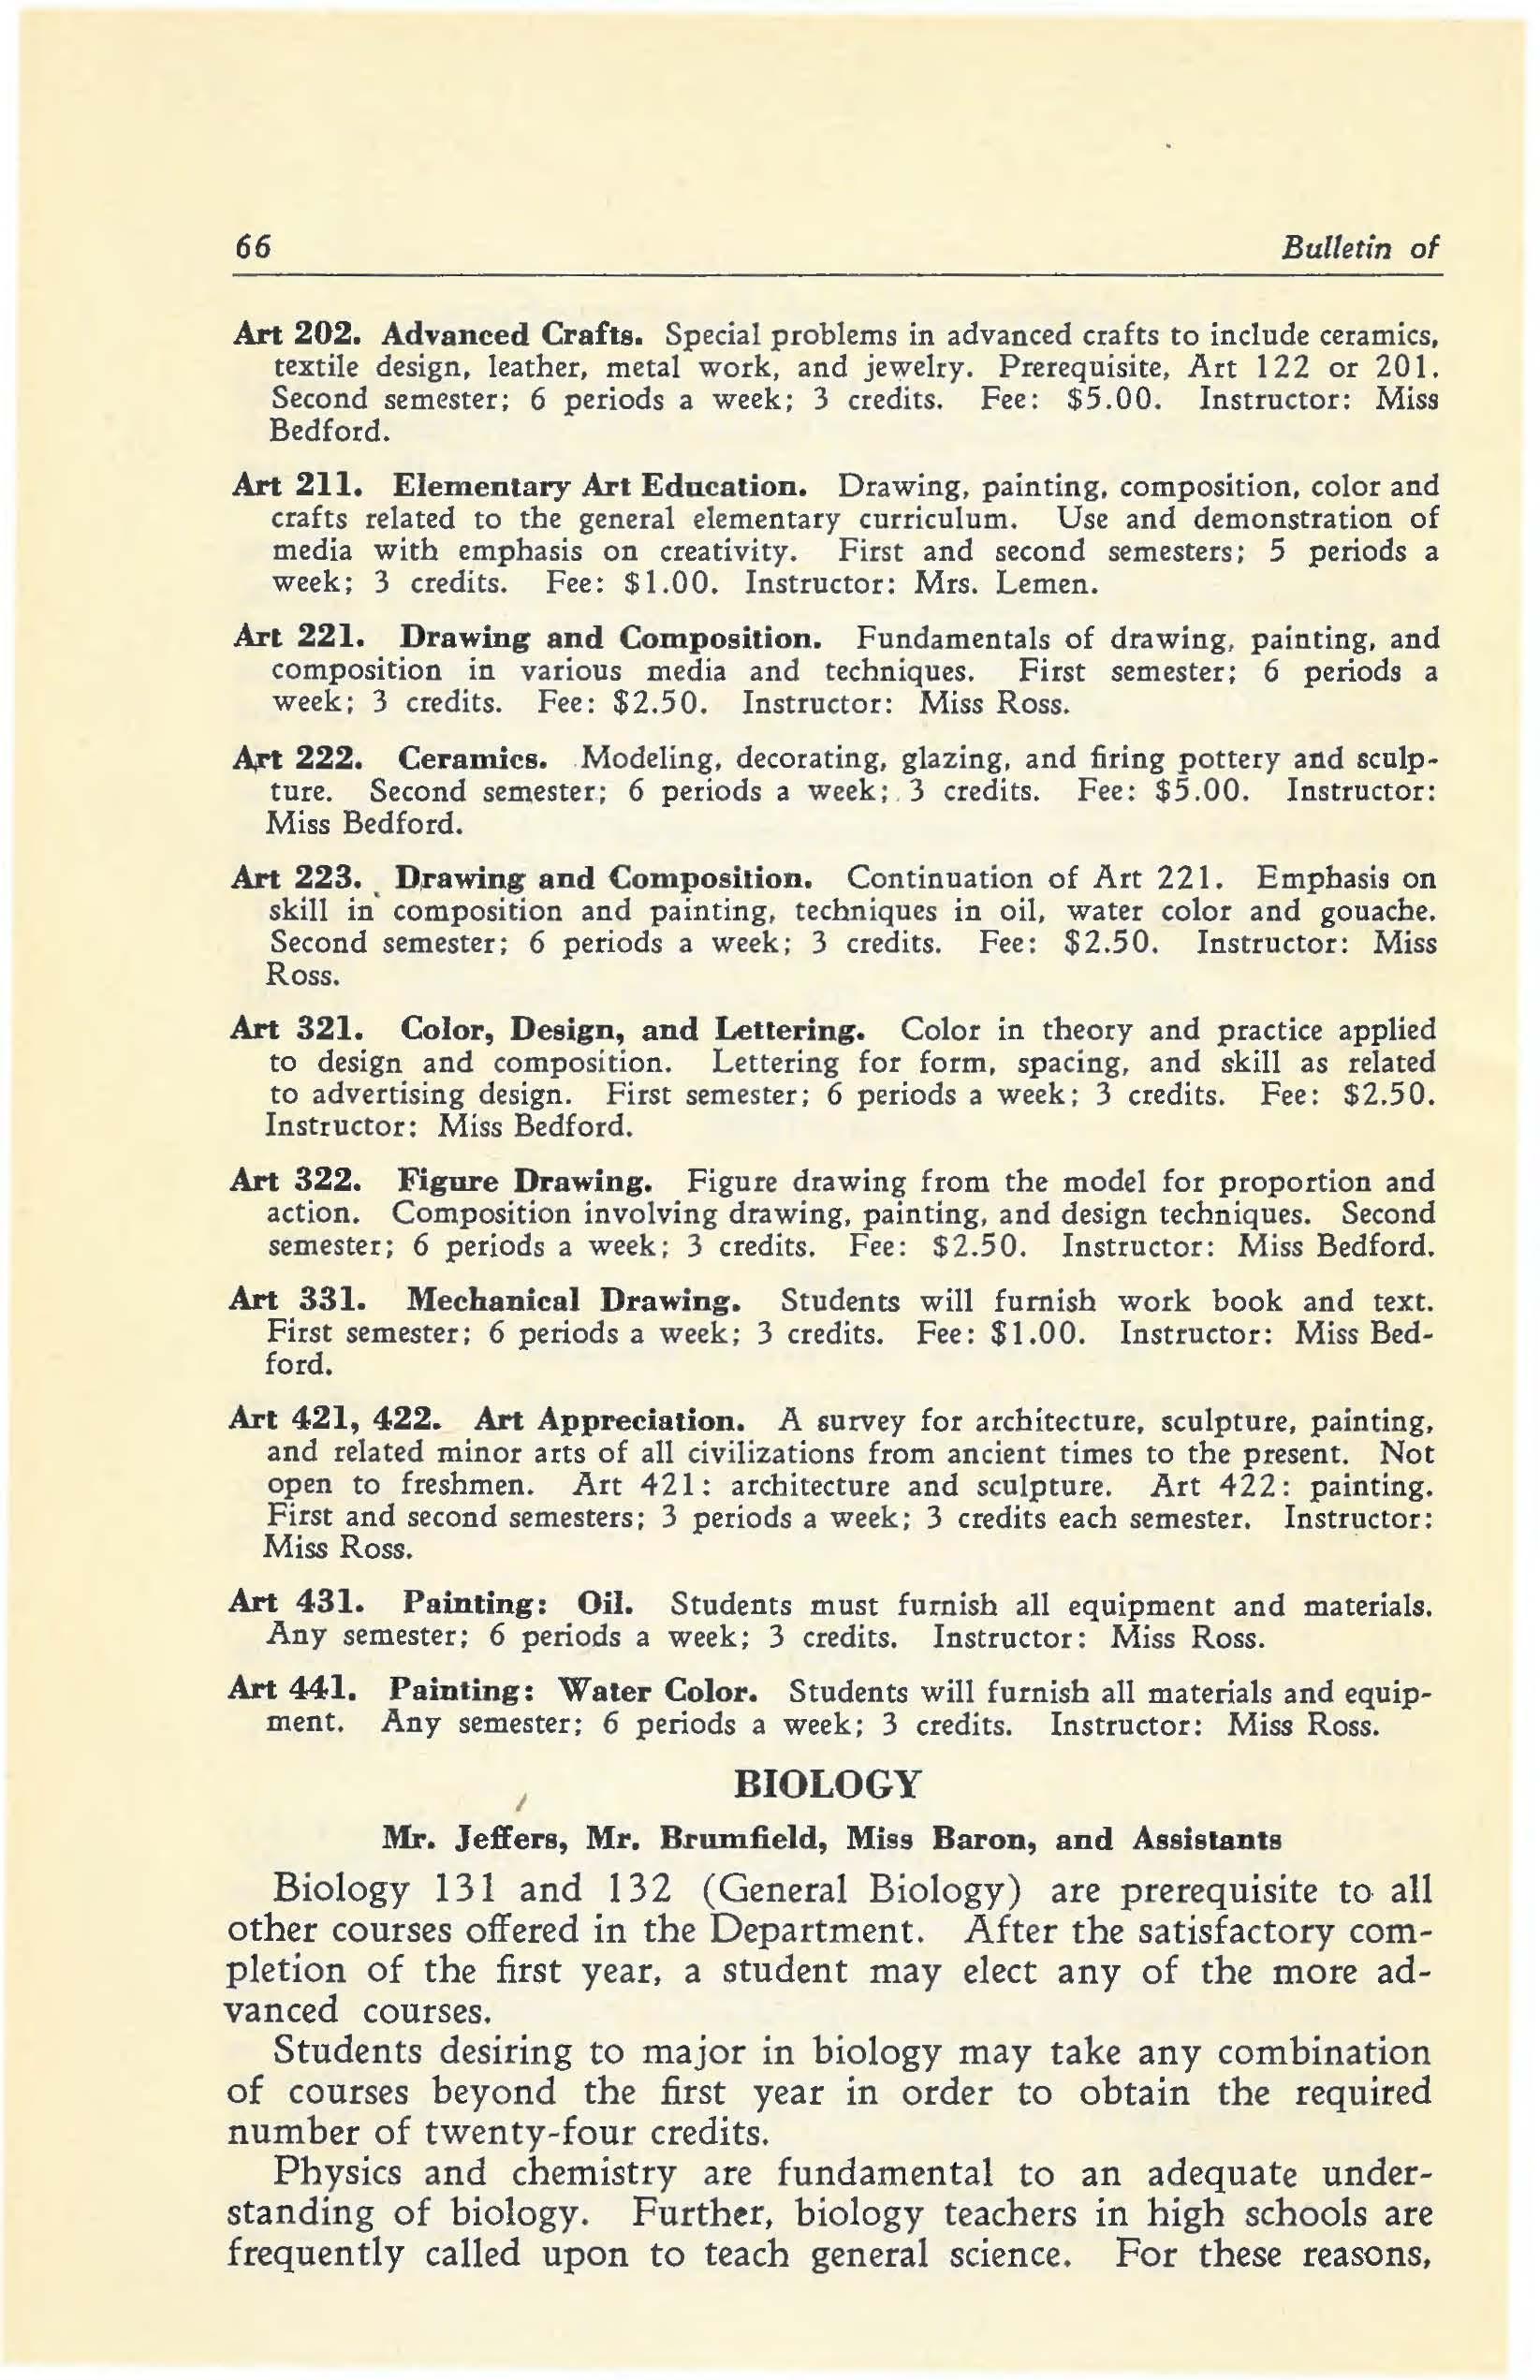 66 Bulletin of
Art 202. Advanced Crafts. Special problems in advanced crafts to include ceramics,
textile design, leather, metal work, and jewelry. Prerequisite, Art 122 or 201.
Second semester; 6 periods a week; 3 credits. Fee: $5.00. Instructor: Miss
Bedford.
Art 211. Elementary Art Education. Drawing, painting, composition, color and
crafts related to the general elementary curriculum. Use and demonstration of
media with emphasis on creativity. First and second semesters; 5 periods a
week; 3 credits. Fee: $1.00. Instructor: Mrs. Lemen.
Art 221. Drawing and Composition. Fundamentals of drawing, painting, and
composition in various media and techniques. First semester; 6 periods a
week; 3 credits. Fee: $2.50. Instructor: Miss Ross.
Art 222. Ceramics. Modeling, decorating, glazing, and firing pottery and sculp-
ture. Second semester; 6 periods a week; 3 credits. Fee: $5.00. Instructor:
Miss Bedford.
Art 223. Drawing and Composition. Continuation of Art 221. Emphasis on
skill in composition and painting, techniques in oil, water color and gouache.
Second semester; 6 periods a week; 3 credits. Fee: $2.50. Instructor: Miss
Ross.
Art 321. Color, Design, and Lettering. Color in theory and practice applied
to design and composition. Lettering for form, spacing, and skill as related
to advertising design. First semester; 6 periods a week; 3 credits. Fee: $2.50.
Instructor: Miss Bedford.
Art 322. Figure Drawing. Figure drawing from the model for proportion and
action. Composition involving drawing, painting, and design techniques. Second
semester; 6 periods a week; 3 credits. Fee: $2.50. Instructor: Miss Bedford.
Art 331. Mechanical Drawing. Students will furnish work book and text.
First semester; 6 periods a week; 3 credits. Fee: $1.00. Instructor: Miss Bed-
ford.
Art 421, 422. Art Appreciation. A survey for architecture, sculpture, painting,
and related minor arts of all civilizations from ancient times to the present. Not
open to freshmen. Art 421: architecture and sculpture. Art 422: painting.
First and second semesters; 3 periods a week; 3 credits each semester. Instructor:
Miss Ross.
Art 431. Painting: Oil. Students must furnish all equipment and materials.
Any semester; 6 periods a week; 3 credits. Instructor: Miss Ross.
Art 441. Painting: Water Color. Students will furnish all materials and equip-
ment. Any semester; 6 periods a week; 3 credits. Instructor: Miss Ross.
BIOLOGY
Mr. Jeffers, Mr. Brumfield, Miss Baron, and Assistants
Biology 131 and 132 (General Biology) are prerequisite to all
other courses offered in the Department. After the satisfactory com-
pletion of the first year, a student may elect any of the more ad-
vanced courses.
Students desiring to major in biology may take any combination
of courses beyond the first year in order to obtain the required
number of twenty-four credits.
Physics and chemistry are fundamental to an adequate under-
standing of biology. Further, biology teachers in high schools are
frequently called upon to teach general science. For these reasons,